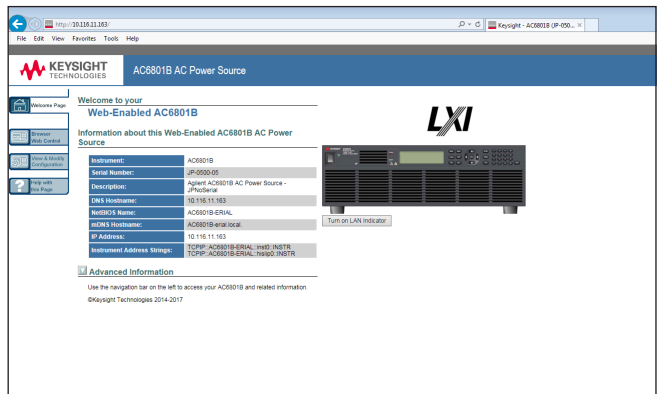 http://10.116.11.163/
Keysight - AC6801B (JP-050...
File Edit View Favorites Tools Help
KEYSIGHT
TECHNOLOGIES
AC6801B AC Power Source
Welcome Page
Browser
Web Control
View & Modify
Configuration
Help with
this Page
Welcome to your
Web-Enabled AC6801B
Information about this Web-Enabled AC6801B AC Power
Source
Instrument: AC6801B
Serial Number: JP-0500-05
Description: Agilent AC6801B AC Power Source -
JPNoSerial
DNS Hostname: 10.116.11.163
NetBIOS Name: AC6801B-ERIAL
mDNS Hostname: AC6801B-erial.local.
IP Address: 10.116.11.163
Instrument Address Strings: TCPIP::AC6801B-ERIAL::inst0::INSTR
TCPIP::AC6801B-ERIAL::hislip0::INSTR
Advanced Information
Use the navigation bar on the left to access your AC6801B and related information.
©Keysight Technologies 2014-2017
LXI
Turn on LAN Indicator